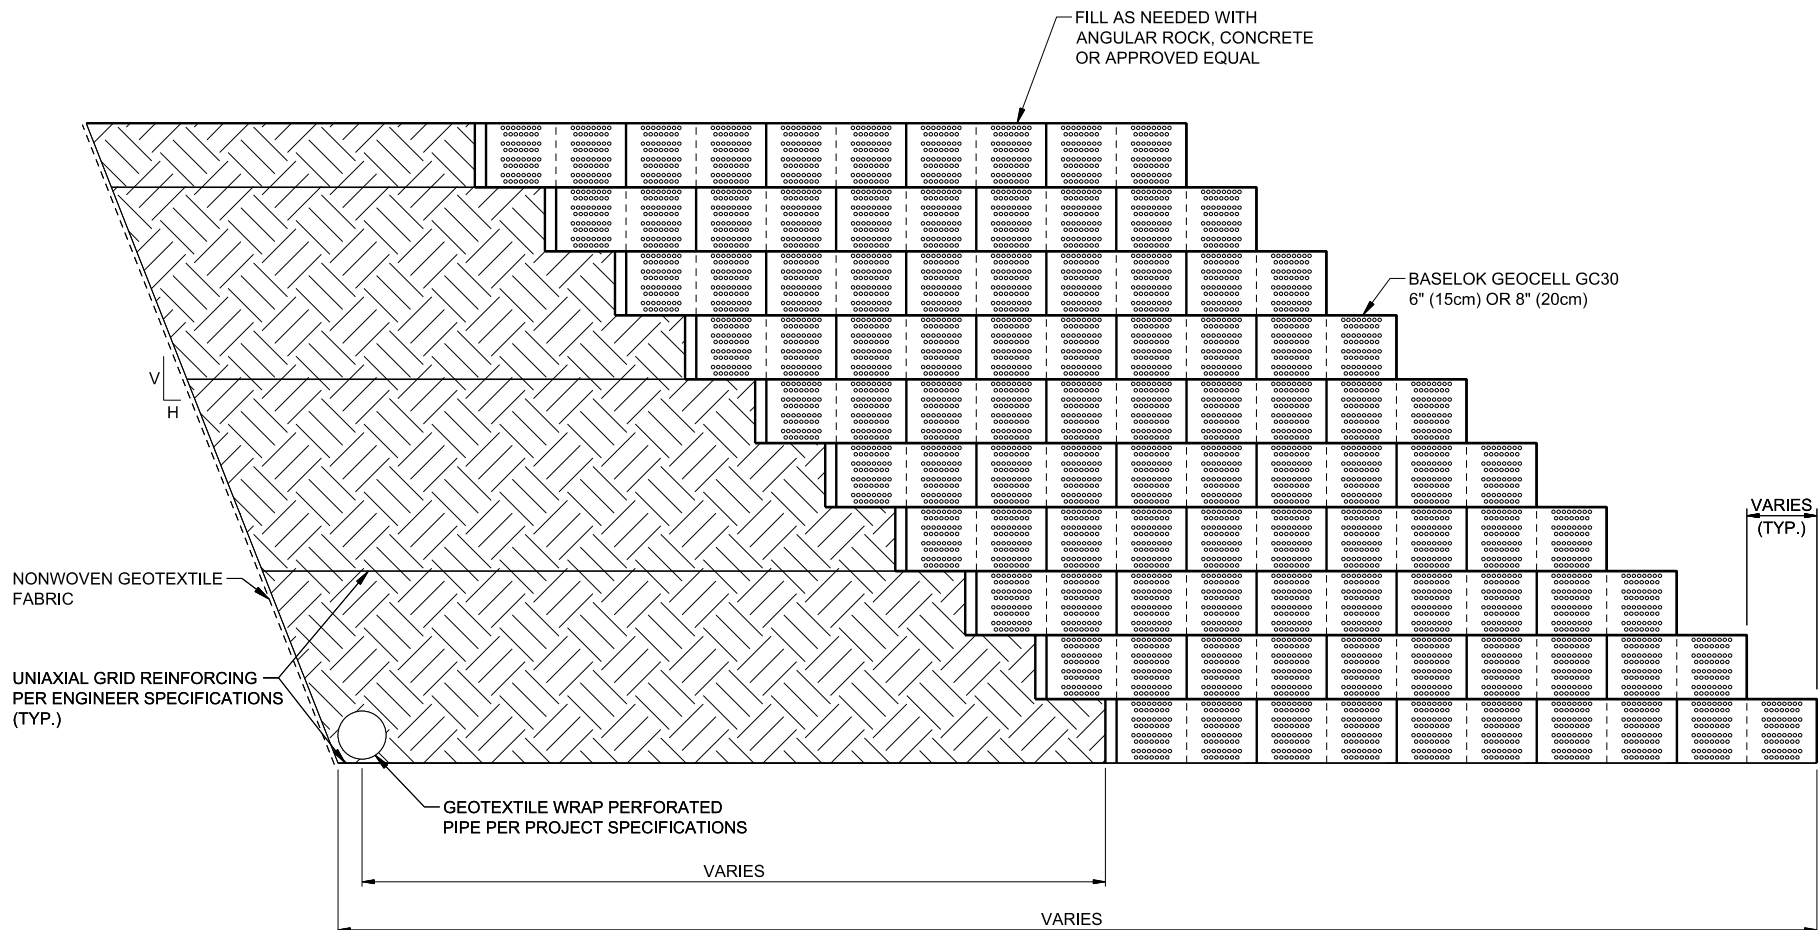 FILL AS NEEDED WITH
ANGULAR ROCK, CONCRETE
OR APPROVED EQUAL
BASELOK GEOCELL GC30
6" (15cm) OR 8" (20cm)
V
H
VARIES
(TYP.)
NONWOVEN GEOTEXTILE
FABRIC
UNIAXIAL GRID REINFORCING
PER ENGINEER SPECIFICATIONS
(TYP.)
GEOTEXTILE WRAP PERFORATED
PIPE PER PROJECT SPECIFICATIONS
VARIES
VARIES